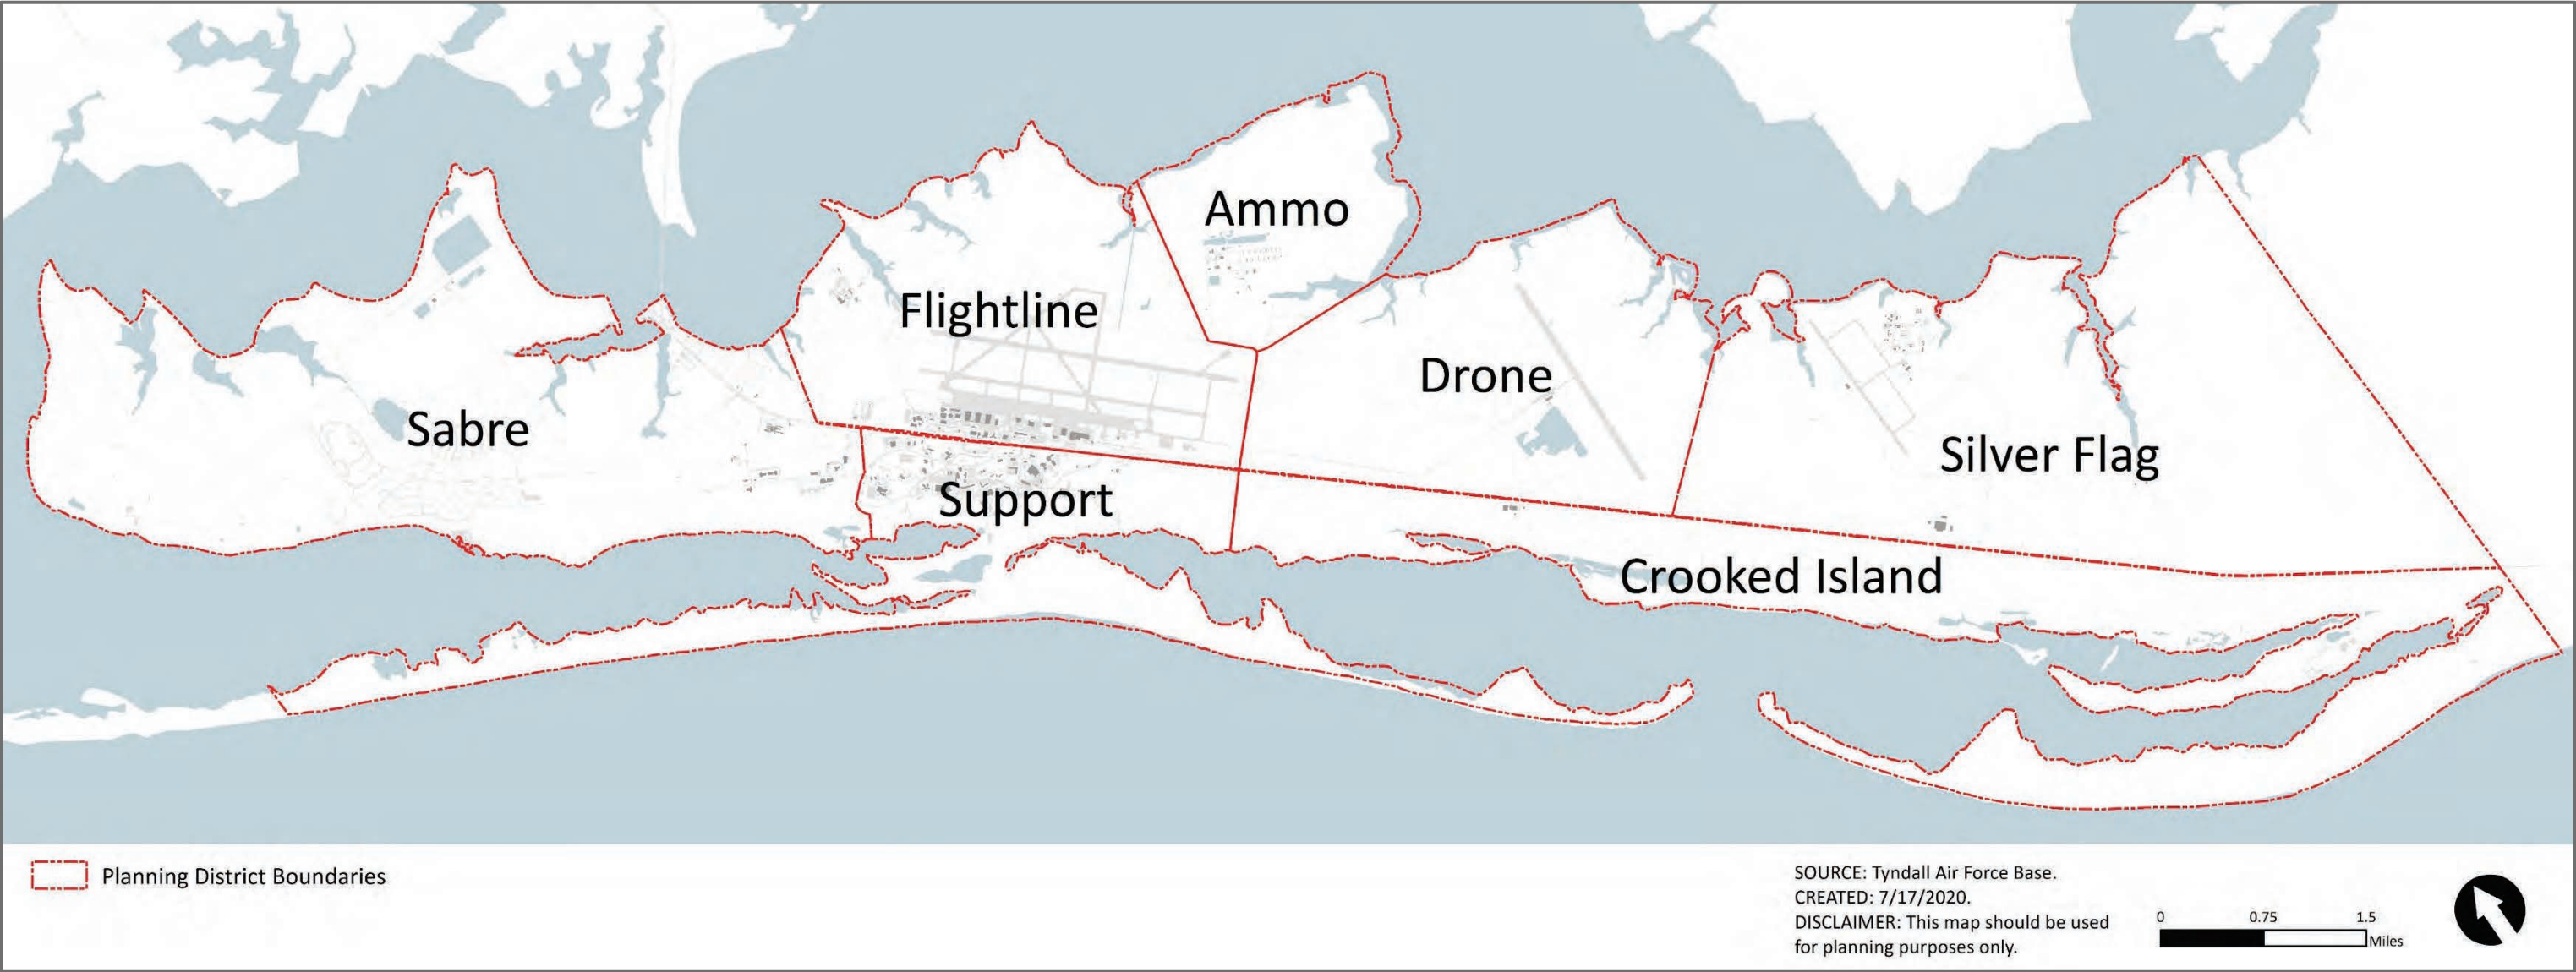 Ammo
Flightline
Drone
Sabre
Silver Flag
Support
Crooked Island
Planning District Boundaries
SOURCE: Tyndall Air Force Base.
CREATED: 7/17/2020.
DISCLAIMER: This map should be used
for planning purposes only.
0 0.75 1.5
Miles